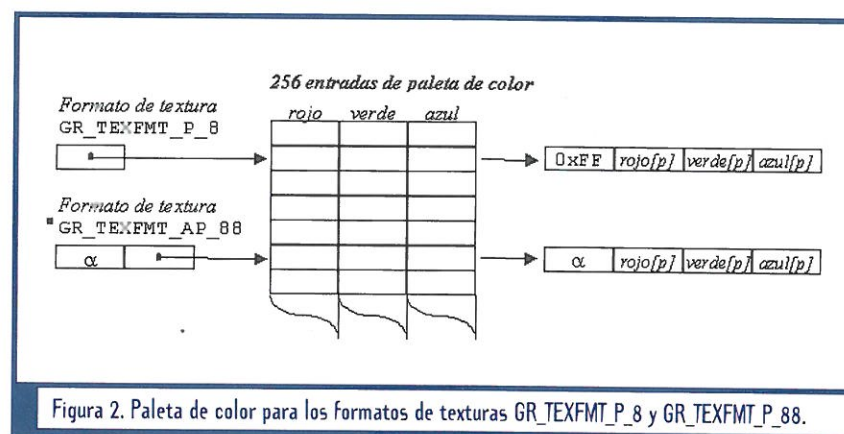 256 entradas de paleta de color
rojo verde azul
Formato de textura
GR_TEXFMT_P_8
0xFF rojo[p] verde[p] azul[p]
Formato de textura
GR_TEXFMT_AP_88
α
α rojo[p] verde[p] azul[p]
Figura 2. Paleta de color para los formatos de texturas GR_TEXFMT_P_8 y GR_TEXFMT_P_88.